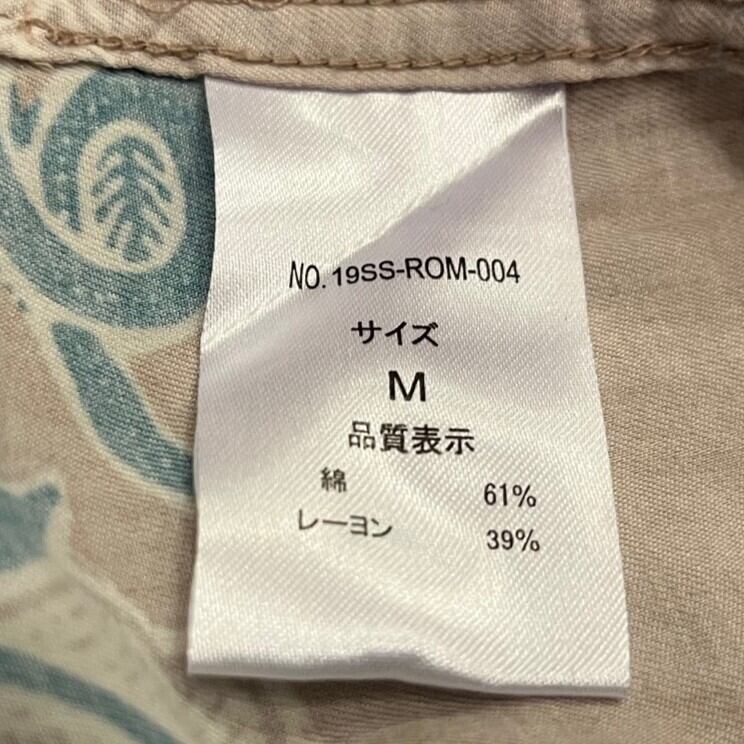 NO. 19SS-ROM-004
サイズ
M
品質表示
綿 61%
レーヨン 39%